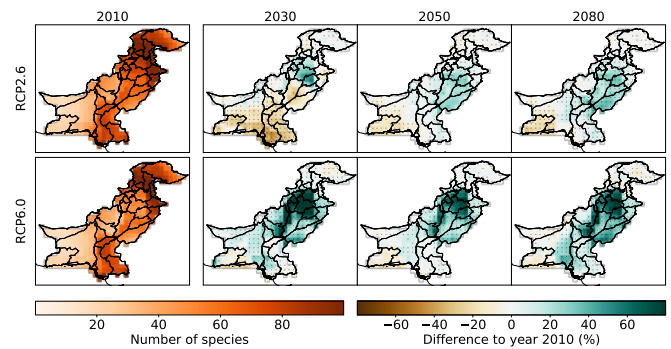 2010 2030 2050 2080
RCP2.6
RCP6.0
20 40 60 80 −60 −40 −20 0 20 40 60
Number of species Difference to year 2010 (%)